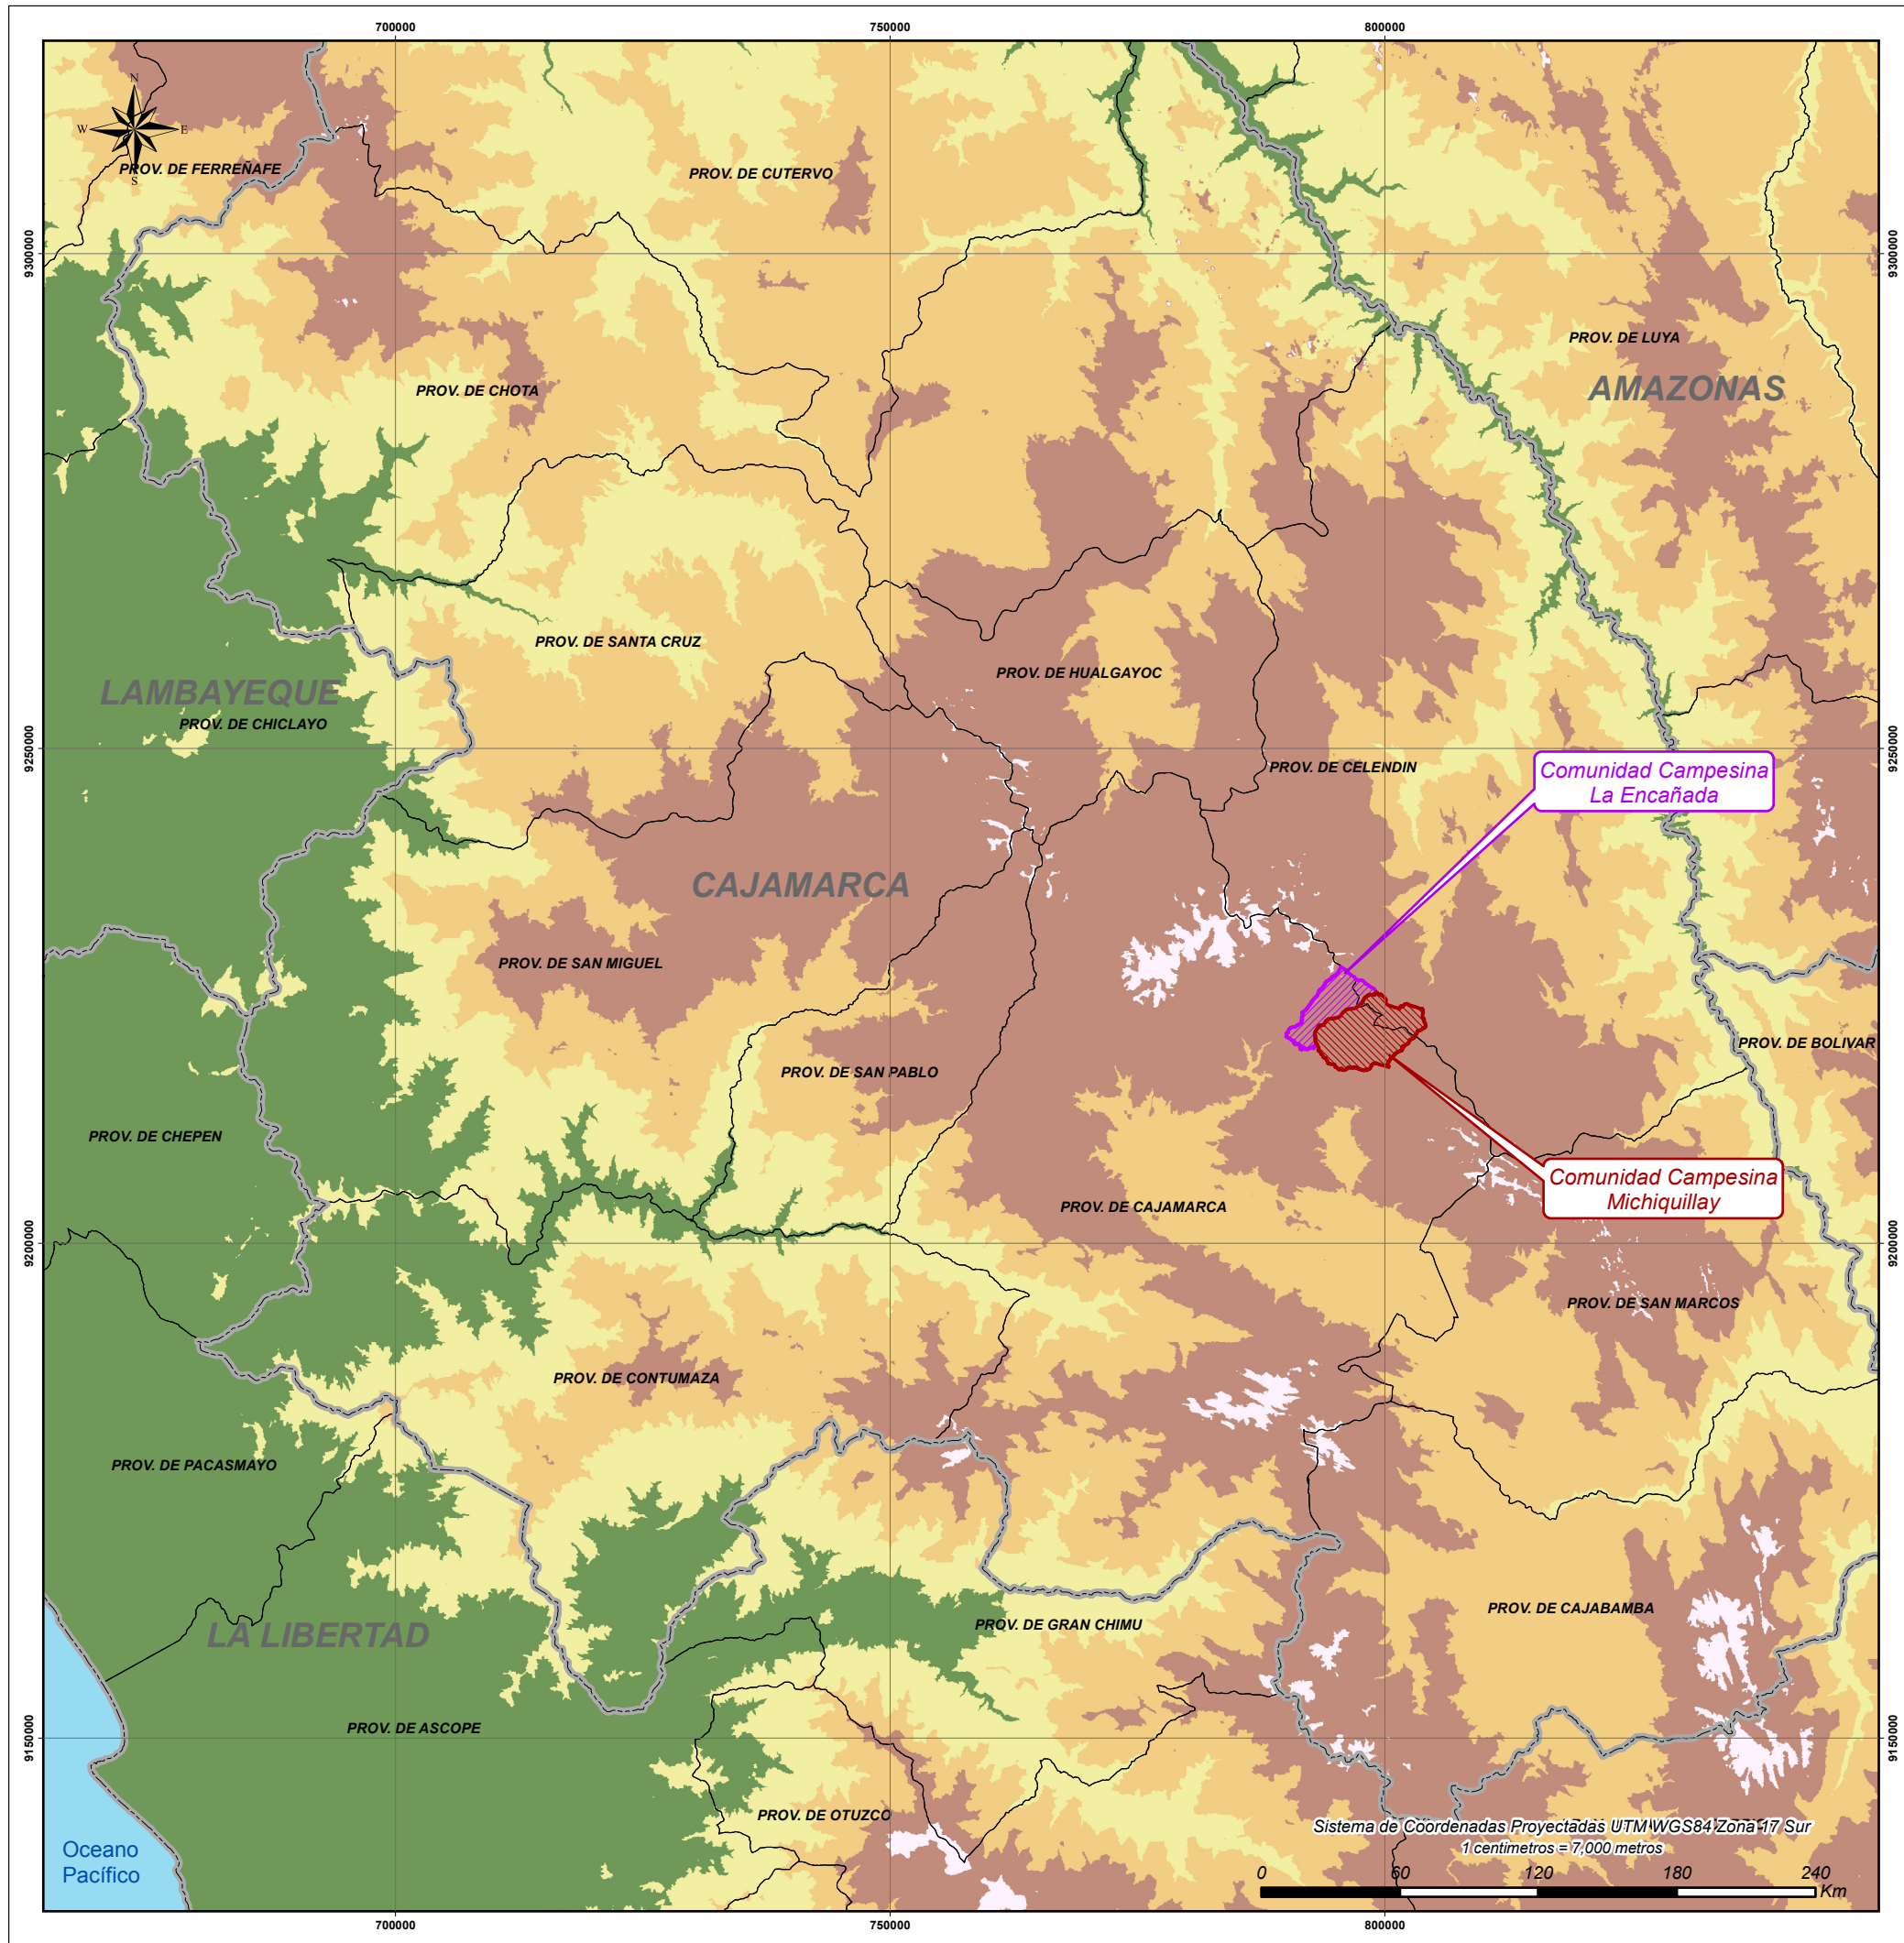 700000
750000
800000
N
W
E
S
PROV. DE FERREÑAFE
PROV. DE CUTERVO
9300000
9300000
PROV. DE LUYA
AMAZONAS
PROV. DE CHOTA
PROV. DE SANTA CRUZ
PROV. DE HUALGAYOC
LAMBAYEQUE
PROV. DE CHICLAYO
9250000
9250000
PROV. DE CELENDIN
Comunidad Campesina
La Encañada
CAJAMARCA
PROV. DE SAN MIGUEL
PROV. DE BOLIVAR
PROV. DE SAN PABLO
PROV. DE CHEPEN
Comunidad Campesina
Michiquillay
PROV. DE CAJAMARCA
9200000
9200000
PROV. DE SAN MARCOS
PROV. DE CONTUMAZA
PROV. DE PACASMAYO
PROV. DE CAJABAMBA
PROV. DE GRAN CHIMU
LA LIBERTAD
PROV. DE ASCOPE
9150000
9150000
PROV. DE OTUZCO
Oceano
Pacífico
Sistema de Coordenadas Proyectadas UTM WGS84 Zona 17 Sur
1 centimetros = 7,000 metros
0
60
120
180
240
Km
700000
750000
800000